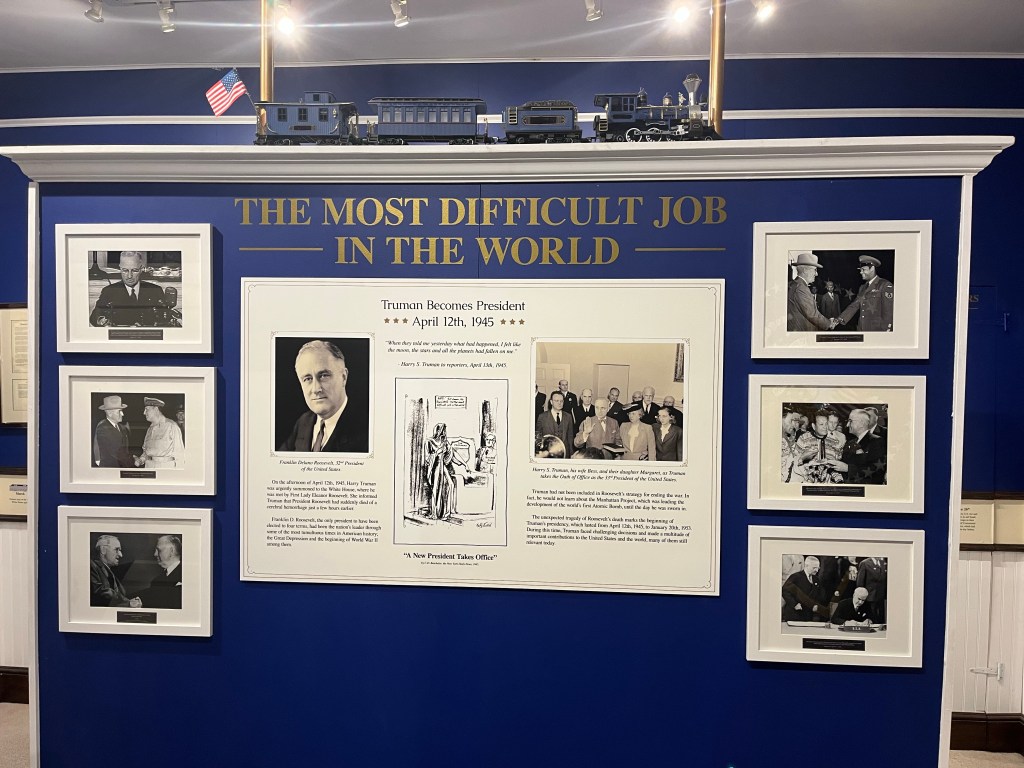 THE MOST DIFFICULT JOB
IN THE WORLD
Truman Becomes President
April 12th, 1945
"When they told me yesterday what had happened, I felt like
the moon, the stars and all the planets had fallen on me."
- Harry S. Truman to reporters, April 13th, 1945.
Franklin Delano Roosevelt, 32nd President
of the United States
On the afternoon of April 12th, 1945, Harry Truman
was urgently summoned to the White House, where he
was met by First Lady Eleanor Roosevelt. She informed
Truman that President Roosevelt had suddenly died of a
cerebral hemorrhage just a few hours earlier.
Franklin D. Roosevelt, the only president to have been
elected to four terms, had been the nation's leader through
some of the most tumultuous times in American history,
the Great Depression and the beginning of World War II
among them.
"A New President Takes Office"
Harry S. Truman, his wife Bess, and their daughter Margaret, as Truman
takes the Oath of Office as the 33rd President of the United States.
Truman had not been included in Roosevelt's strategy for ending the war. In
fact, he would not learn about the Manhattan Project, which was leading the
development of the world's first Atomic Bomb, until the day he was sworn in.
The unexpected tragedy of Roosevelt's death marks the beginning of
Truman's presidency, which lasted from April 12th, 1945, to January 20th, 1953.
During this time, Truman faced challenging decisions and made a multitude of
important contributions to the United States and the world, many of them still
relevant today.
U.S.A.